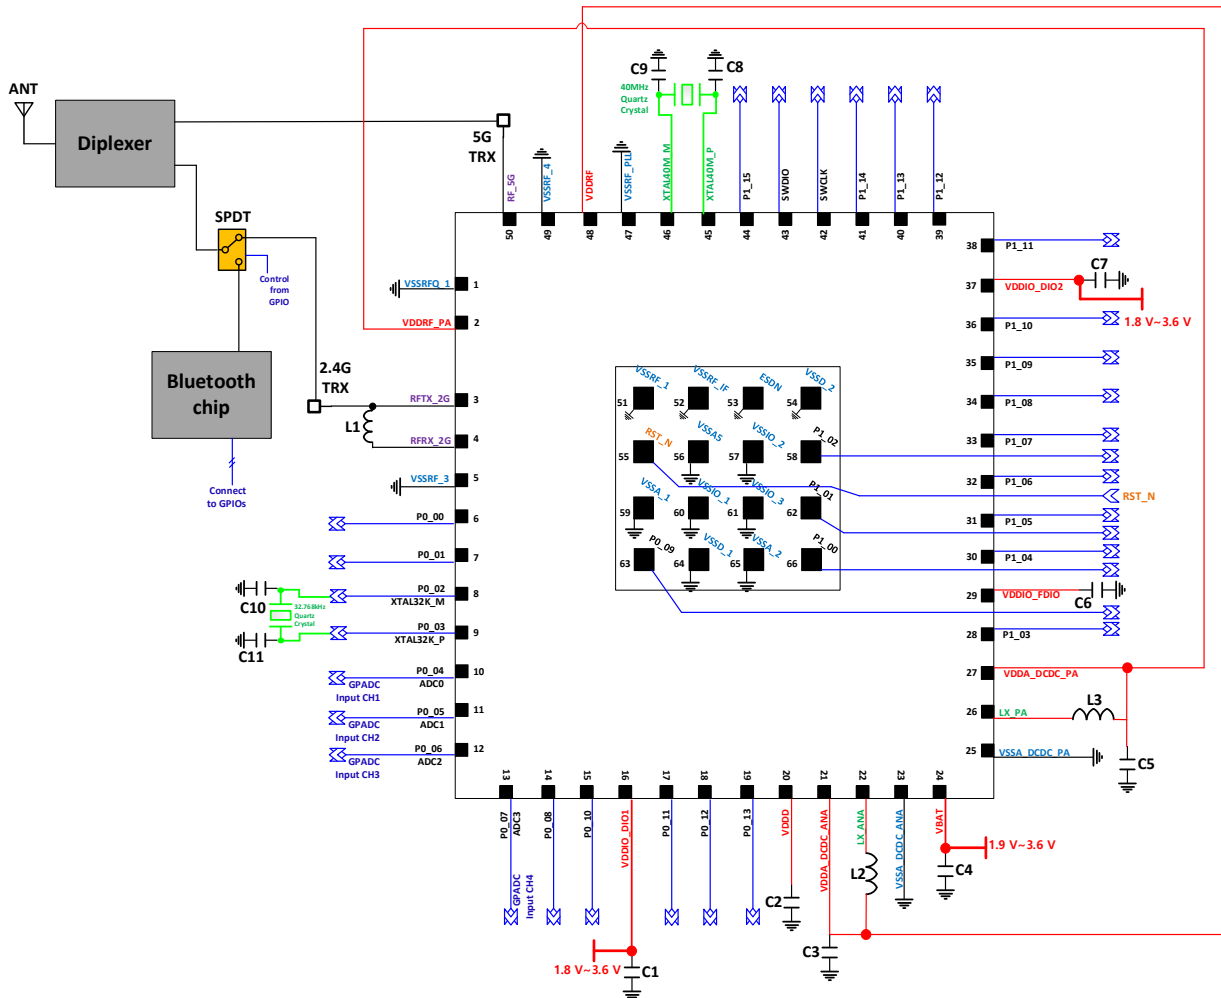 ANT
Diplexer
5G
TRX
SPDT
Control
from
GPIO
Bluetooth
chip
Connect
to GPIOs
2.4G
TRX
L1
C9
C8
40MHz
Quartz
Crystal
RF_5G
VSSRF_4
VDDRF
VSSRF_PLL
XTAL40M_M
XTAL40M_P
P1_15
SWDIO
SWCLK
P1_14
P1_13
P1_12
50
49
48
47
46
45
44
43
42
41
40
39
VSSRFQ_1
1
VDDRF_PA
2
RFTX_2G
3
RFRX_2G
4
VSSRF_3
5
P0_00
6
P0_01
7
P0_02
XTAL32K_M
8
P0_03
XTAL32K_P
9
C10
32.768kHz
Quartz
Crystal
C11
P0_04
ADC0
10
GPADC
Input CH1
P0_05
ADC1
11
GPADC
Input CH2
P0_06
ADC2
12
GPADC
Input CH3
38
P1_11
37
VDDIO_DIO2
C7
1.8 V~3.6 V
36
P1_10
35
P1_09
34
P1_08
33
P1_07
32
P1_06
RST_N
31
P1_05
30
P1_04
29
VDDIO_FDIO
C6
28
P1_03
27
VDDA_DCDC_PA
26
LX_PA
L3
25
VSSA_DCDC_PA
C5
VSSRF_1
VSSRF_IF
ESDN
VSSD_2
51
52
53
54
RST_N
VSSA5
VSSIO_2
P1_02
55
56
57
58
VSSA_1
VSSIO_1
VSSIO_3
P1_01
59
60
61
62
P0_09
VSSD_1
VSSA_2
P1_00
63
64
65
66
13
14
15
16
17
18
19
20
21
22
23
24
P0_07
ADC3
GPADC
Input CH4
P0_08
P0_10
VDDIO_DIO1
P0_11
P0_12
P0_13
VDDD
VDDA_DCDC_ANA
LX_ANA
VSSA_DCDC_ANA
VBAT
1.9 V~3.6 V
C4
L2
C2
C3
1.8 V~3.6 V
C1